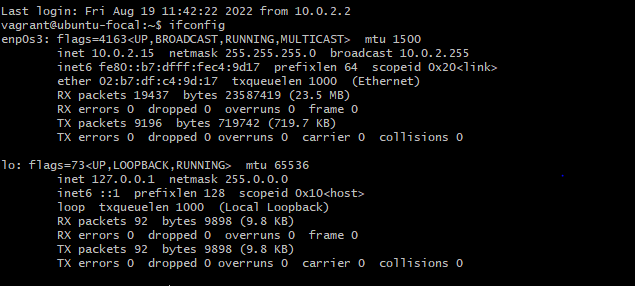 Last login: Fri Aug 19 11:42:22 2022 from 10.0.2.2
vagrant@ubuntu-focal:~$ ifconfig
enp0s3: flags=4163<UP,BROADCAST,RUNNING,MULTICAST>  mtu 1500
        inet 10.0.2.15  netmask 255.255.255.0  broadcast 10.0.2.255
        inet6 fe80::b7:dfff:fec4:9d17  prefixlen 64  scopeid 0x20<link>
        ether 02:b7:df:c4:9d:17  txqueuelen 1000  (Ethernet)
        RX packets 19437  bytes 23587419 (23.5 MB)
        RX errors 0  dropped 0  overruns 0  frame 0
        TX packets 9196  bytes 719742 (719.7 KB)
        TX errors 0  dropped 0 overruns 0  carrier 0  collisions 0

lo: flags=73<UP,LOOPBACK,RUNNING>  mtu 65536
        inet 127.0.0.1  netmask 255.0.0.0
        inet6 ::1  prefixlen 128  scopeid 0x10<host>
        loop  txqueuelen 1000  (Local Loopback)
        RX packets 92  bytes 9898 (9.8 KB)
        RX errors 0  dropped 0  overruns 0  frame 0
        TX packets 92  bytes 9898 (9.8 KB)
        TX errors 0  dropped 0 overruns 0  carrier 0  collisions 0